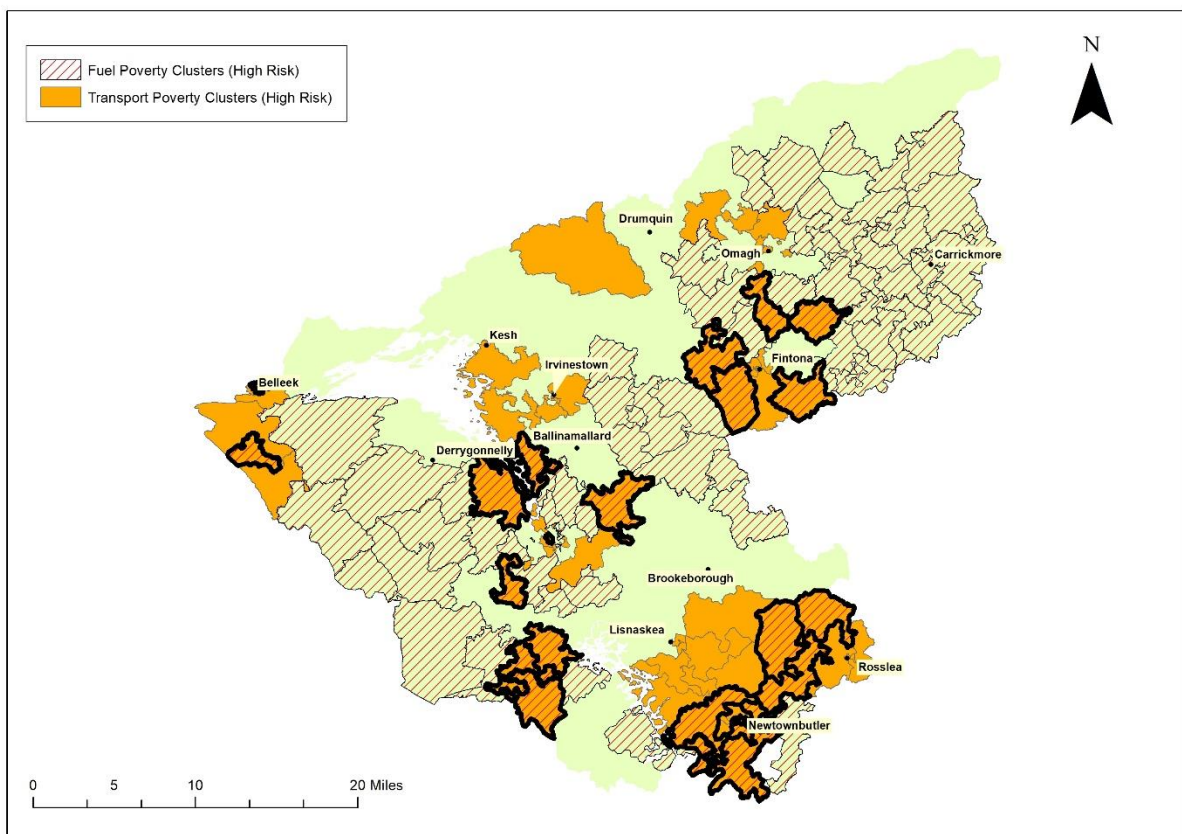 N
Fuel Poverty Clusters (High Risk)
Transport Poverty Clusters (High Risk)
Drumquin
Omagh
Carrickmore
Kesh
Irvinestown
Fintona
Belleek
Ballinamallard
Derrygonnelly
Brookeborough
Lisnaskea
Rosslea
Newtownbutler
0 5 10 20 Miles